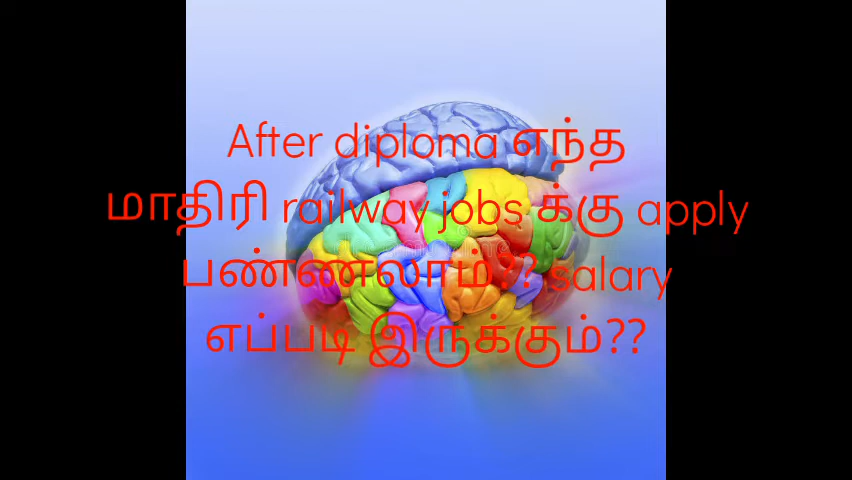 After diploma எந்த
மாதிரி railway jobs க்கு apply
பண்ணலாம்?? salary
எப்படி இருக்கும்??